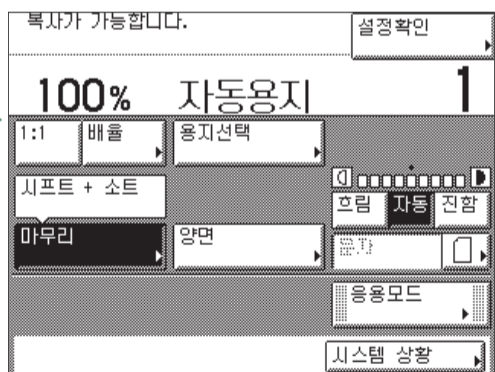 복사가 가능합니다.
설정확인
100% 자동용지 1
1:1 배율 용지선택
시프트 + 소트
흐림 자동 진함
마무리 양면 문자
응용모드
시스템 상황